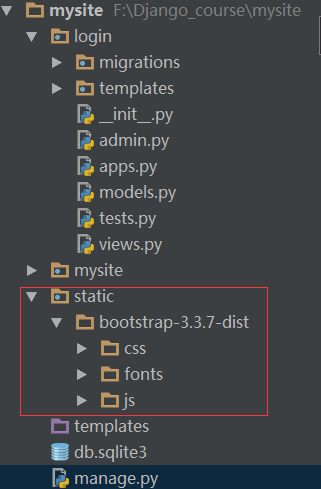 mysite F:\Django_course\mysite
login
migrations
templates
__init__.py
admin.py
apps.py
models.py
tests.py
views.py
mysite
static
bootstrap-3.3.7-dist
css
fonts
js
templates
db.sqlite3
manage.py